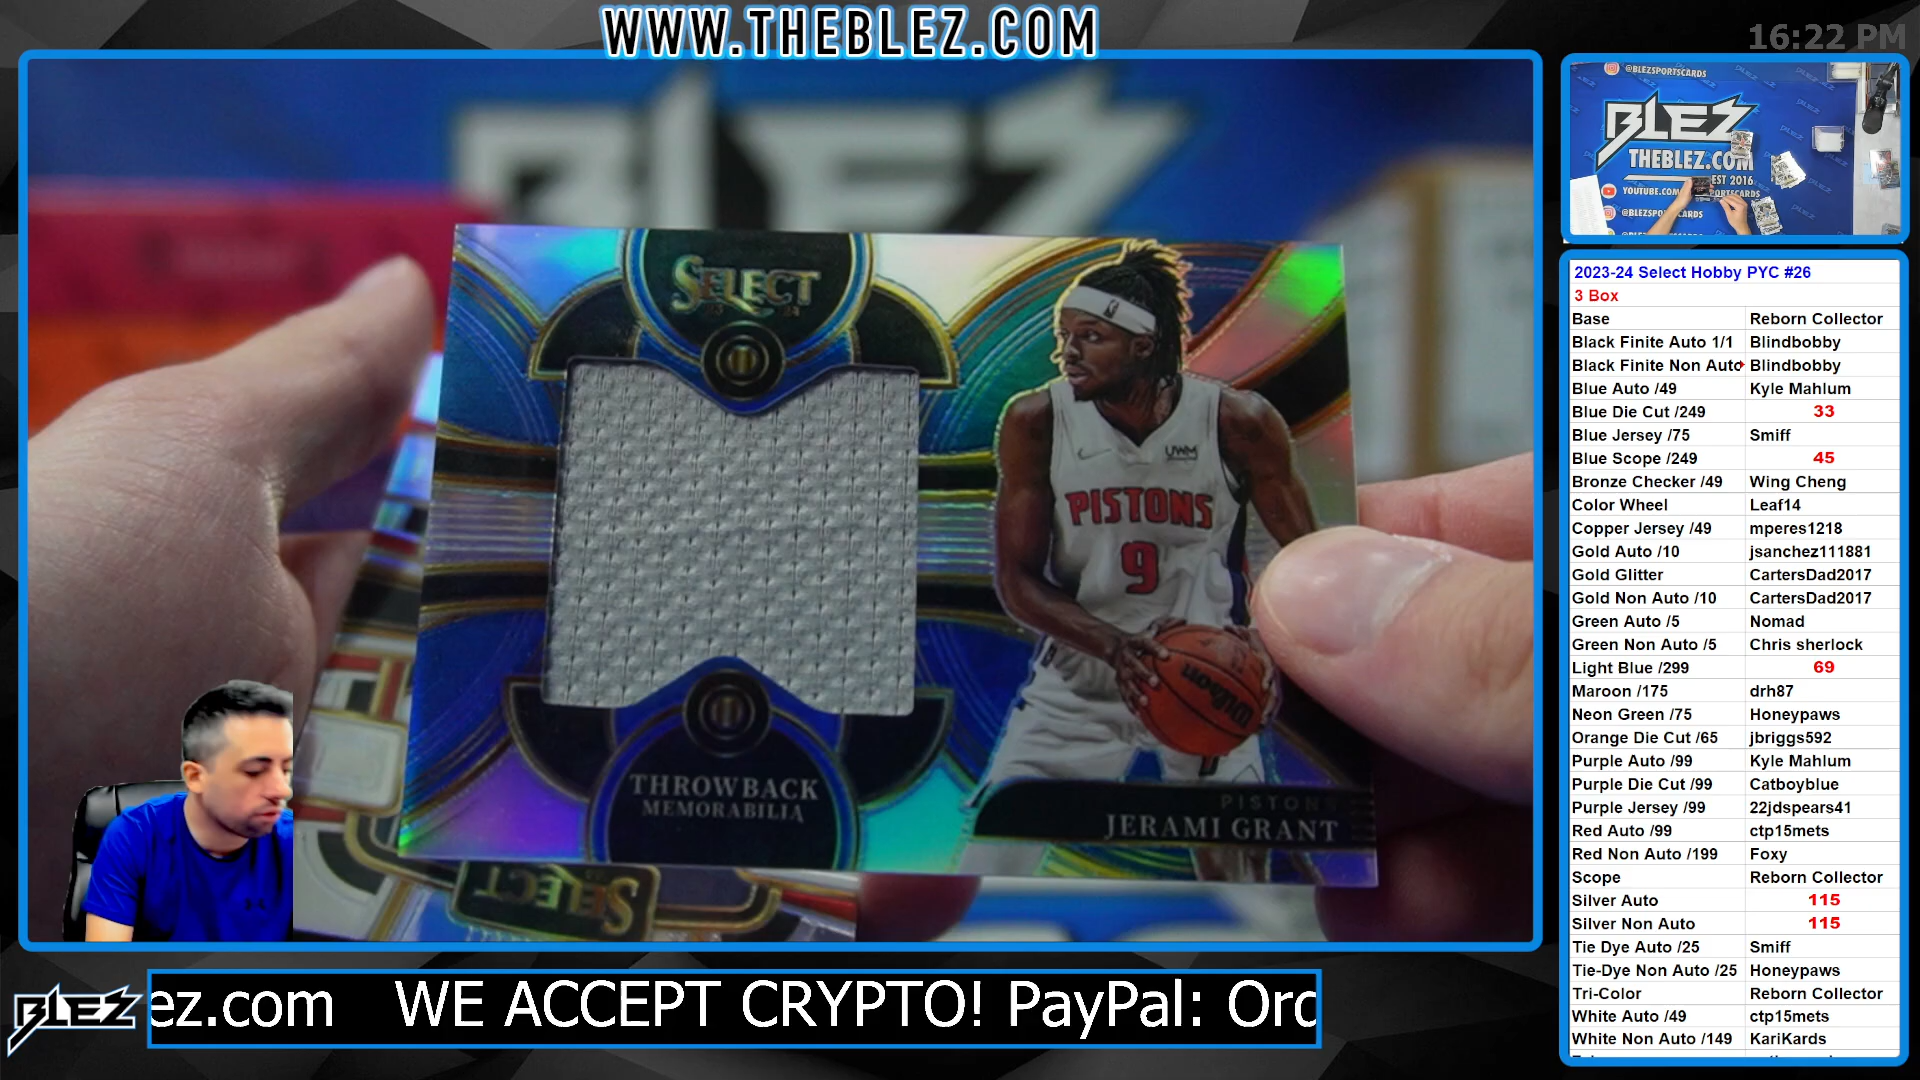 WWW.THEBLEZ.COM
16:22 PM
@BLEZSPORTSCARDS
BLEZ
THEBLEZ.COM
EST 2016
YOUTUBE.COM
PORTSCARDS
BLEZ
SELECT
UWM
PISTONS
9
Wilson
THROWBACK
MEMORABILIA
PISTONS
JERAMI GRANT
SELECT
2023-24 Select Hobby PYC #26
3 Box
Base Reborn Collector
Black Finite Auto 1/1 Blindbobby
Black Finite Non Auto Blindbobby
Blue Auto /49 Kyle Mahlum
Blue Die Cut /249 33
Blue Jersey /75 Smiff
Blue Scope /249 45
Bronze Checker /49 Wing Cheng
Color Wheel Leaf14
Copper Jersey /49 mperes1218
Gold Auto /10 jsanchez111881
Gold Glitter CartersDad2017
Gold Non Auto /10 CartersDad2017
Green Auto /5 Nomad
Green Non Auto /5 Chris sherlock
Light Blue /299 69
Maroon /175 drh87
Neon Green /75 Honeypaws
Orange Die Cut /65 jbriggs592
Purple Auto /99 Kyle Mahlum
Purple Die Cut /99 Catboyblue
Purple Jersey /99 22jdspears41
Red Auto /99 ctp15mets
Red Non Auto /199 Foxy
Scope Reborn Collector
Silver Auto 115
Silver Non Auto 115
Tie Dye Auto /25 Smiff
Tie-Dye Non Auto /25 Honeypaws
Tri-Color Reborn Collector
White Auto /49 ctp15mets
White Non Auto /149 KariKards
BLEZ
ez.com WE ACCEPT CRYPTO! PayPal: Ord